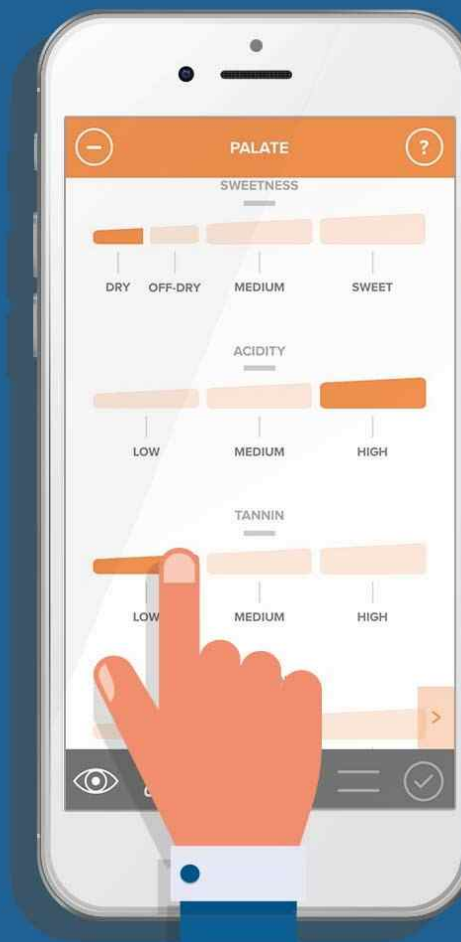 PALATE ?
SWEETNESS
DRY OFF-DRY MEDIUM SWEET
ACIDITY
LOW MEDIUM HIGH
TANNIN
LOW MEDIUM HIGH